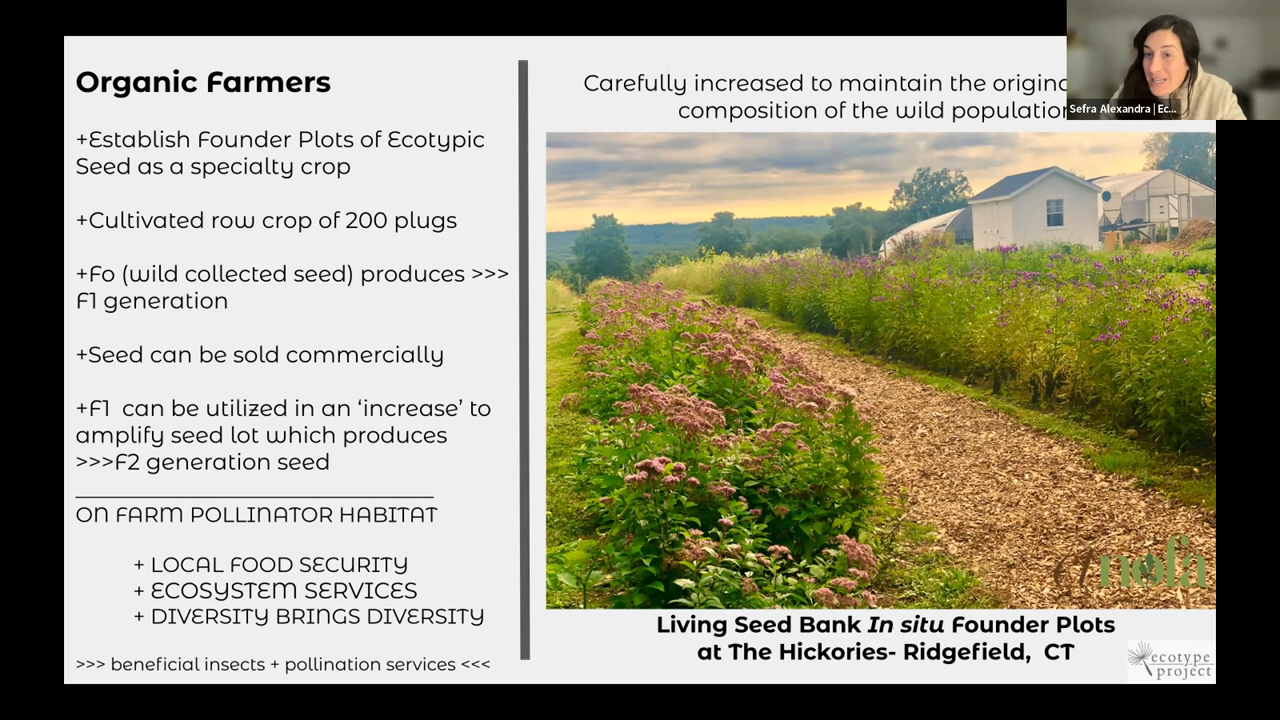 Organic Farmers
+Establish Founder Plots of Ecotypic
Seed as a specialty crop
+Cultivated row crop of 200 plugs
+Fo (wild collected seed) produces >>>
F1 generation
+Seed can be sold commercially
+F1 can be utilized in an ‘increase’ to
amplify seed lot which produces
>>>F2 generation seed
ON FARM POLLINATOR HABITAT
+ LOCAL FOOD SECURITY
+ ECOSYSTEM SERVICES
+ DIVERSITY BRINGS DIVERSITY
>>> beneficial insects + pollination services <<<
Carefully increased to maintain the origina
composition of the wild population
Sefra Alexandra | Ec...
ctnofa
Living Seed Bank In situ Founder Plots
at The Hickories- Ridgefield, CT
ecotype
project